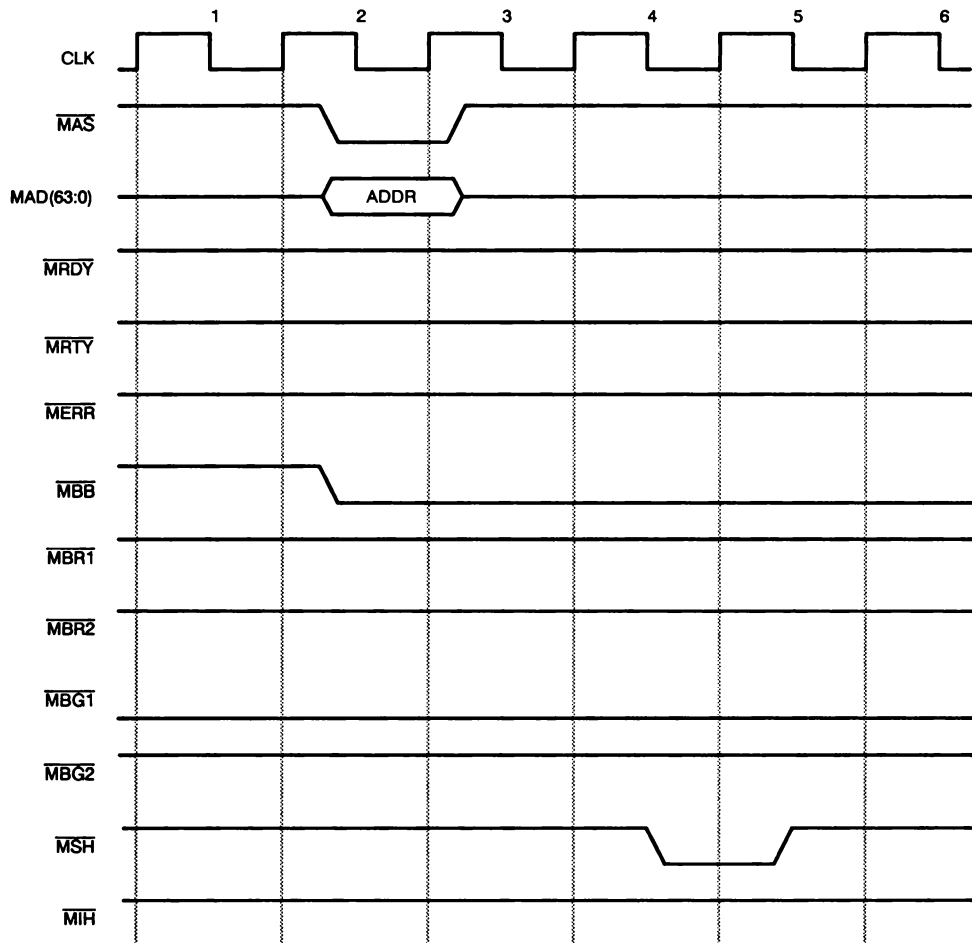 1 2 3 4 5 6
CLK
MAS
MAD(63:0)
ADDR
MRDY
MRTY
MERR
MBB
MBR1
MBR2
MBG1
MBG2
MSH
MIH